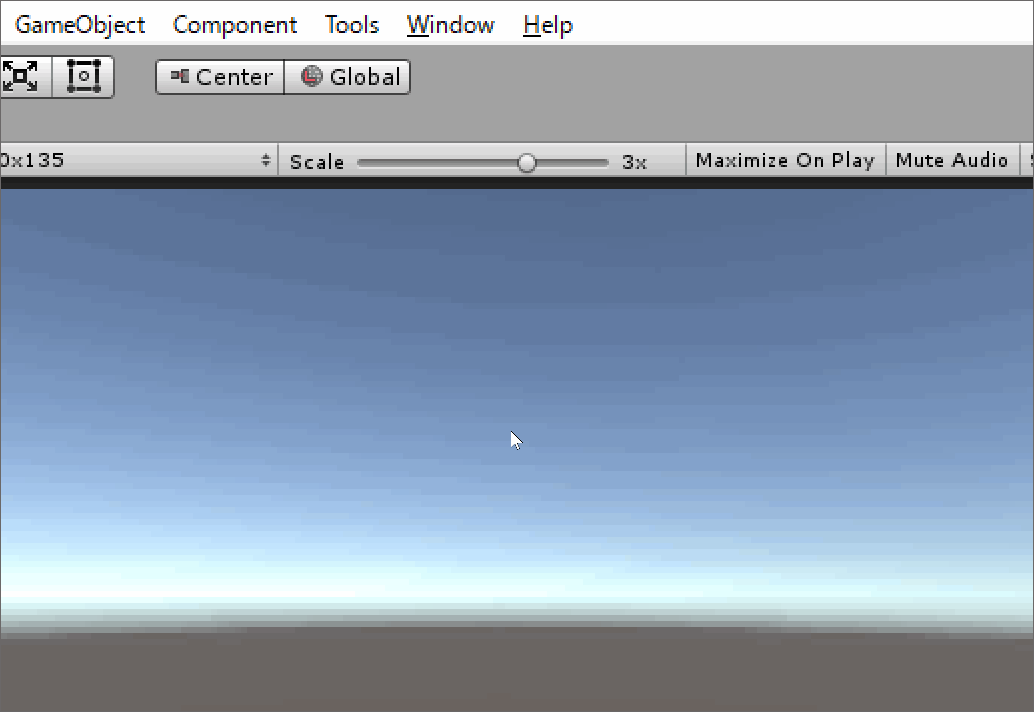 GameObject Component Tools Window Help
Center Global
0x135 Scale 3x Maximize On Play Mute Audio